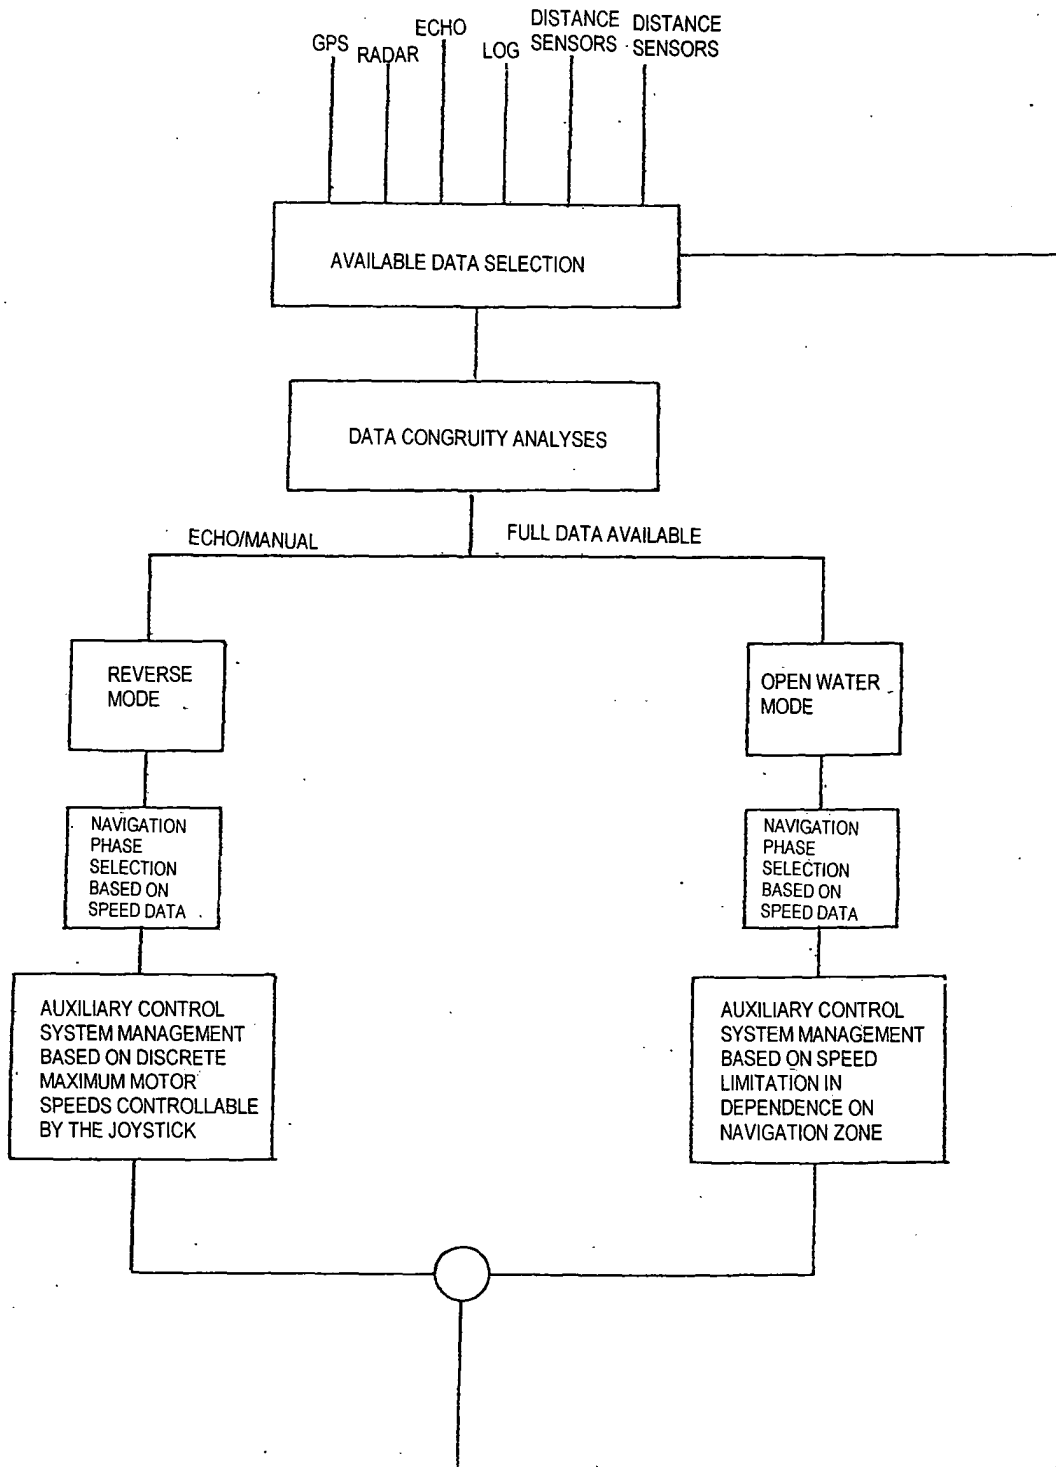 GPS
RADAR
ECHO
LOG
DISTANCE
SENSORS
DISTANCE
SENSORS
AVAILABLE DATA SELECTION
DATA CONGRUITY ANALYSES
ECHO/MANUAL
FULL DATA AVAILABLE
REVERSE
MODE
OPEN WATER
MODE
NAVIGATION
PHASE
SELECTION
BASED ON
SPEED DATA
NAVIGATION
PHASE
SELECTION
BASED ON
SPEED DATA
AUXILIARY CONTROL
SYSTEM MANAGEMENT
BASED ON DISCRETE
MAXIMUM MOTOR
SPEEDS CONTROLLABLE
BY THE JOYSTICK
AUXILIARY CONTROL
SYSTEM MANAGEMENT
BASED ON SPEED
LIMITATION IN
DEPENDENCE ON
NAVIGATION ZONE